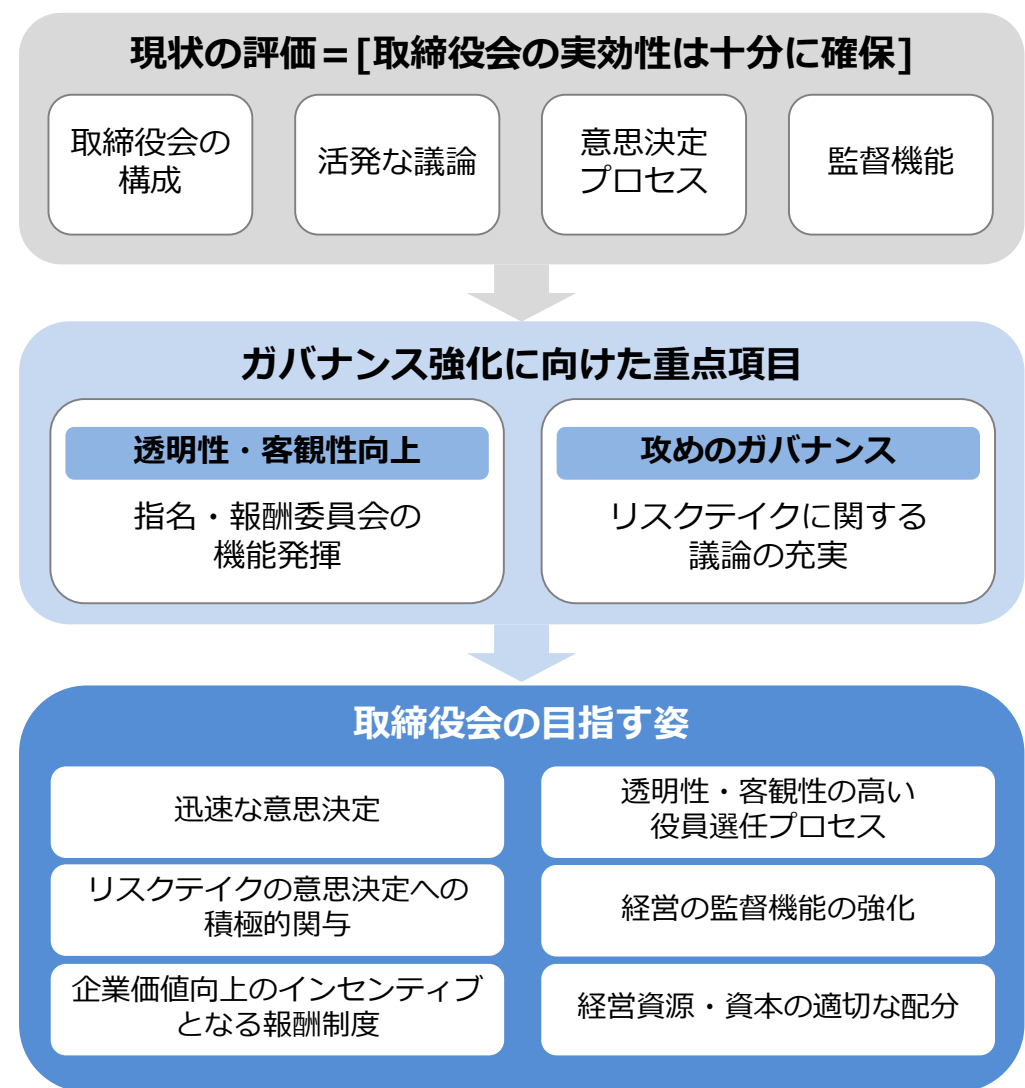 現状の評価＝[取締役会の実効性は十分に確保]
取締役会の
構成
活発な議論
意思決定
プロセス
監督機能
ガバナンス強化に向けた重点項目
透明性・客観性向上
指名・報酬委員会の
機能発揮
攻めのガバナンス
リスクテイクに関する
議論の充実
取締役会の目指す姿
迅速な意思決定
透明性・客観性の高い
役員選任プロセス
リスクテイクの意思決定への
積極的関与
経営の監督機能の強化
企業価値向上のインセンティブ
となる報酬制度
経営資源・資本の適切な配分